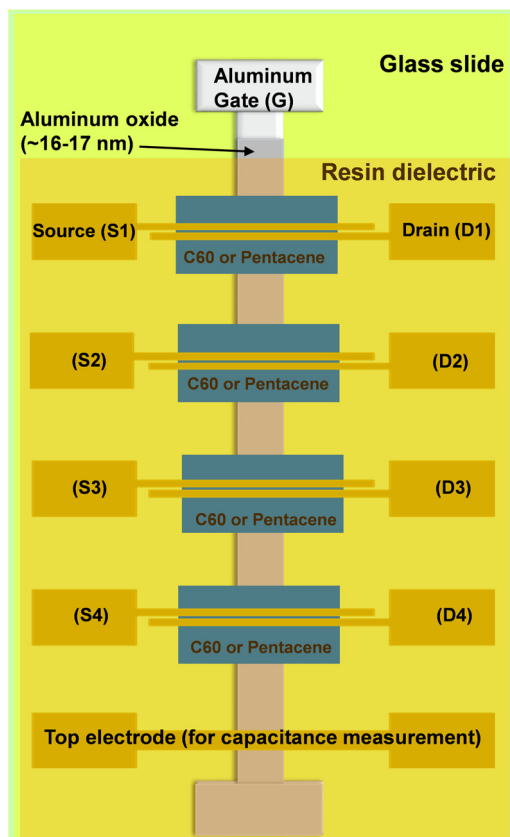 Aluminum
Gate (G)
Glass slide
Aluminum oxide
(~16-17 nm)
Resin dielectric
Source (S1)
Drain (D1)
C60 or Pentacene
(S2)
(D2)
C60 or Pentacene
(S3)
(D3)
C60 or Pentacene
(S4)
(D4)
C60 or Pentacene
Top electrode (for capacitance measurement)